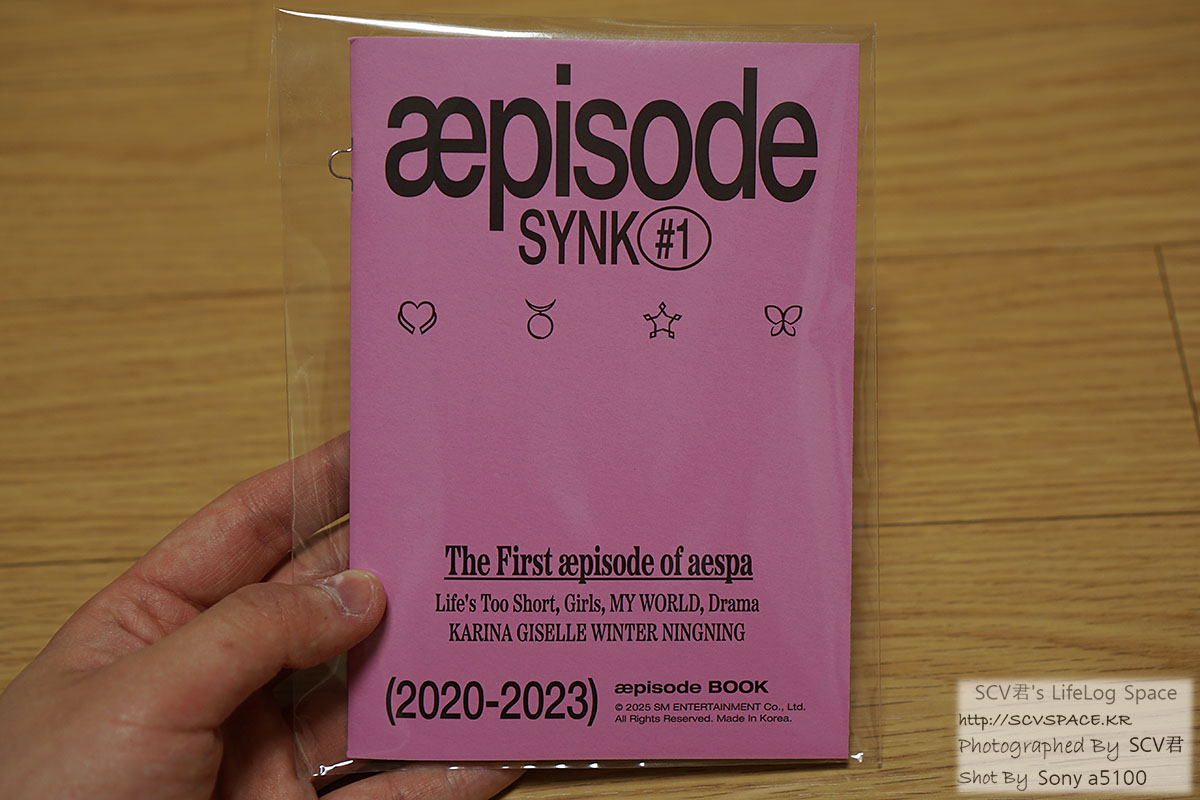 æpisode
SYNK #1
The First æpisode of aespa
Life's Too Short, Girls, MY WORLD, Drama
KARINA GISELLE WINTER NINGNING
(2020-2023)
æpisode BOOK
© 2025 SM ENTERTAINMENT Co., Ltd.
All Rights Reserved. Made In Korea.
SCV君's LifeLog Space
http://SCVSPACE.KR
Photographed By SCV君
Shot By Sony a5100